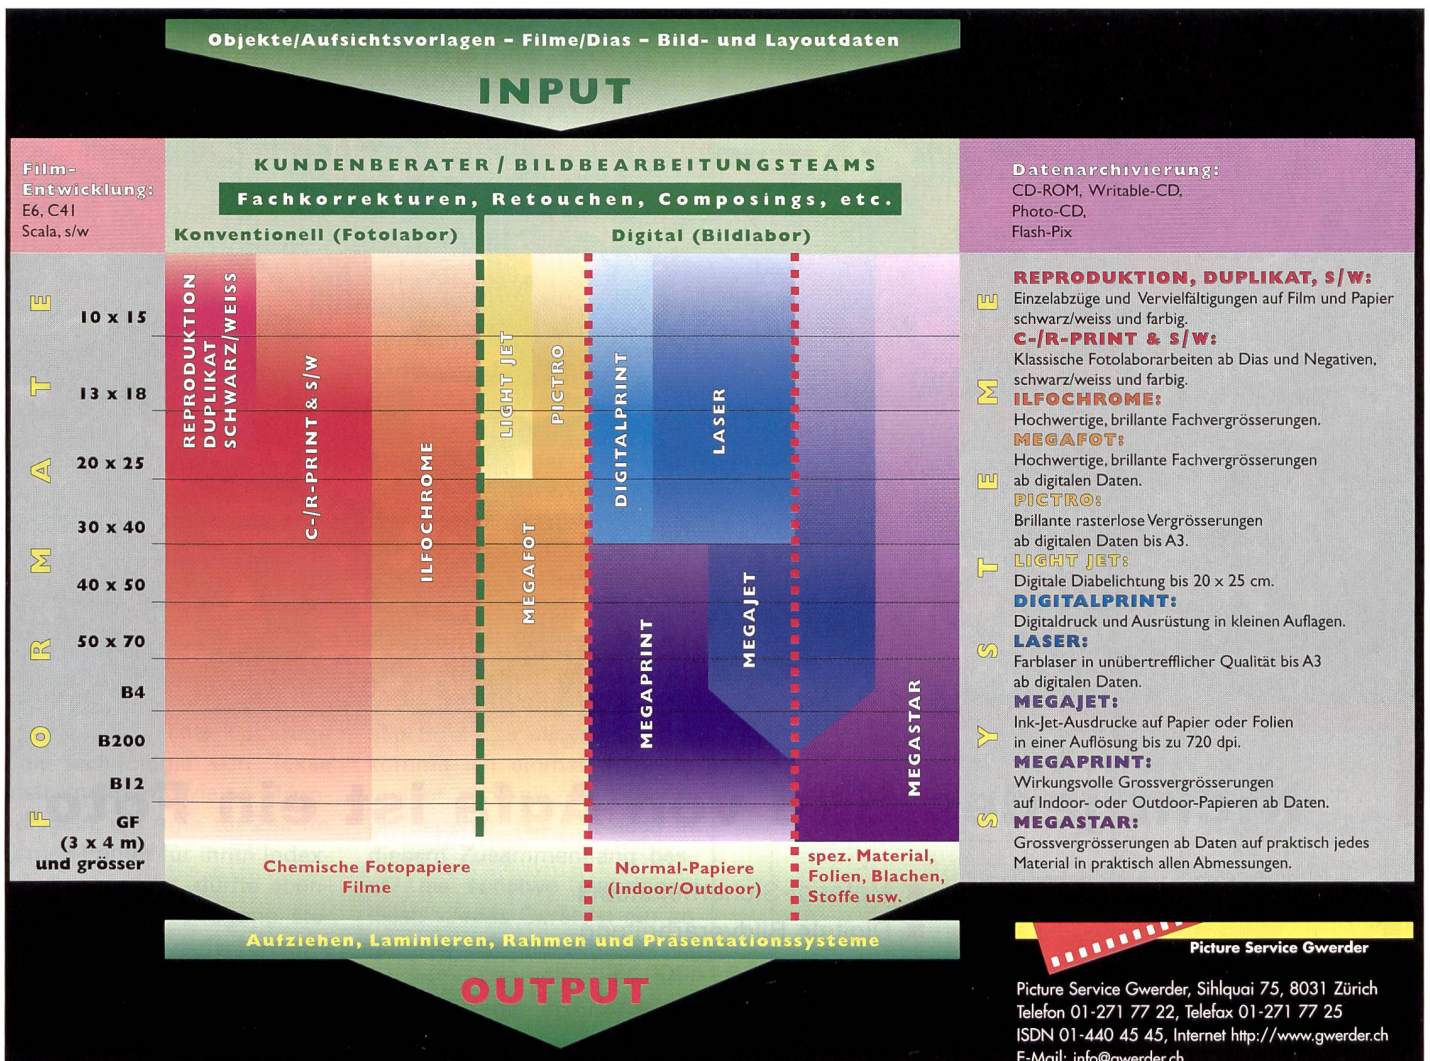 Objekte/Aufsichtsvorlagen – Filme/Dias – Bild- und Layoutdaten
INPUT
Film-
Entwicklung:
E6, C41
Scala, s/w
KUNDENBERATER / BILDBEARBEITUNGSTEAMS
Fachkorrekturen, Retouchen, Composings, etc.
Konventionell (Fotolabor)
Digital (Bildlabor)
Datenarchivierung:
CD-ROM, Writable-CD,
Photo-CD,
Flash-Pix
FORMATE
10 x 15
13 x 18
20 x 25
30 x 40
40 x 50
50 x 70
B4
B200
B12
GF
(3 x 4 m)
und grösser
REPRODUKTION
DUPLIKAT
SCHWARZ/WEISS
C-/R-PRINT & S/W
ILFOCHROME
LIGHT JET
PICTRO
MEGAFOT
DIGITALPRINT
LASER
MEGAPRINT
MEGAJET
MEGASTAR
SYSTEME
REPRODUKTION, DUPLIKAT, S/W:
Einzelabzüge und Vervielfältigungen auf Film und Papier
schwarz/weiss und farbig.
C-/R-PRINT & S/W:
Klassische Fotolaborarbeiten ab Dias und Negativen,
schwarz/weiss und farbig.
ILFOCHROME:
Hochwertige, brillante Fachvergrösserungen.
MEGAFOT:
Hochwertige, brillante Fachvergrösserungen
ab digitalen Daten.
PICTRO:
Brillante rasterlose Vergrösserungen
ab digitalen Daten bis A3.
LIGHT JET:
Digitale Diabelichtung bis 20 x 25 cm.
DIGITALPRINT:
Digitaldruck und Ausrüstung in kleinen Auflagen.
LASER:
Farblaser in unübertrefflicher Qualität bis A3
ab digitalen Daten.
MEGAJET:
Ink-Jet-Ausdrucke auf Papier oder Folien
in einer Auflösung bis zu 720 dpi.
MEGAPRINT:
Wirkungsvolle Grossvergrösserungen
auf Indoor- oder Outdoor-Papieren ab Daten.
MEGASTAR:
Grossvergrösserungen ab Daten auf praktisch jedes
Material in praktisch allen Abmessungen.
Chemische Fotopapiere
Filme
Normal-Papiere
(Indoor/Outdoor)
spez. Material,
Folien, Blachen,
Stoffe usw.
Aufziehen, Laminieren, Rahmen und Präsentationssysteme
OUTPUT
Picture Service Gwerder
Picture Service Gwerder, Sihlquai 75, 8031 Zürich
Telefon 01-271 77 22, Telefax 01-271 77 25
ISDN 01-440 45 45, Internet http://www.gwerder.ch
E-Mail: info@gwerder.ch